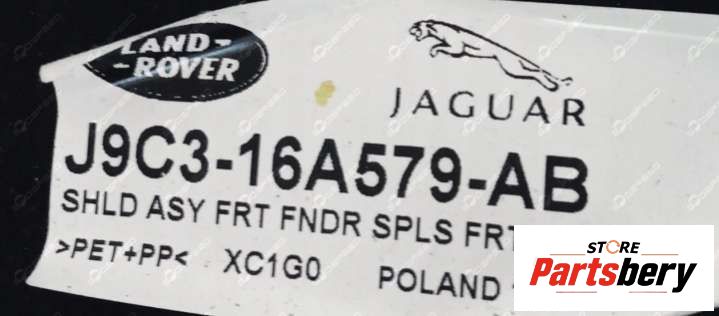 LAND-
-ROVER
JAGUAR
J9C3-16A579-AB
SHLD ASY FRT FNDR SPLS FRT
>PET+PP< XC1G0 POLAND
STORE
Partsbery